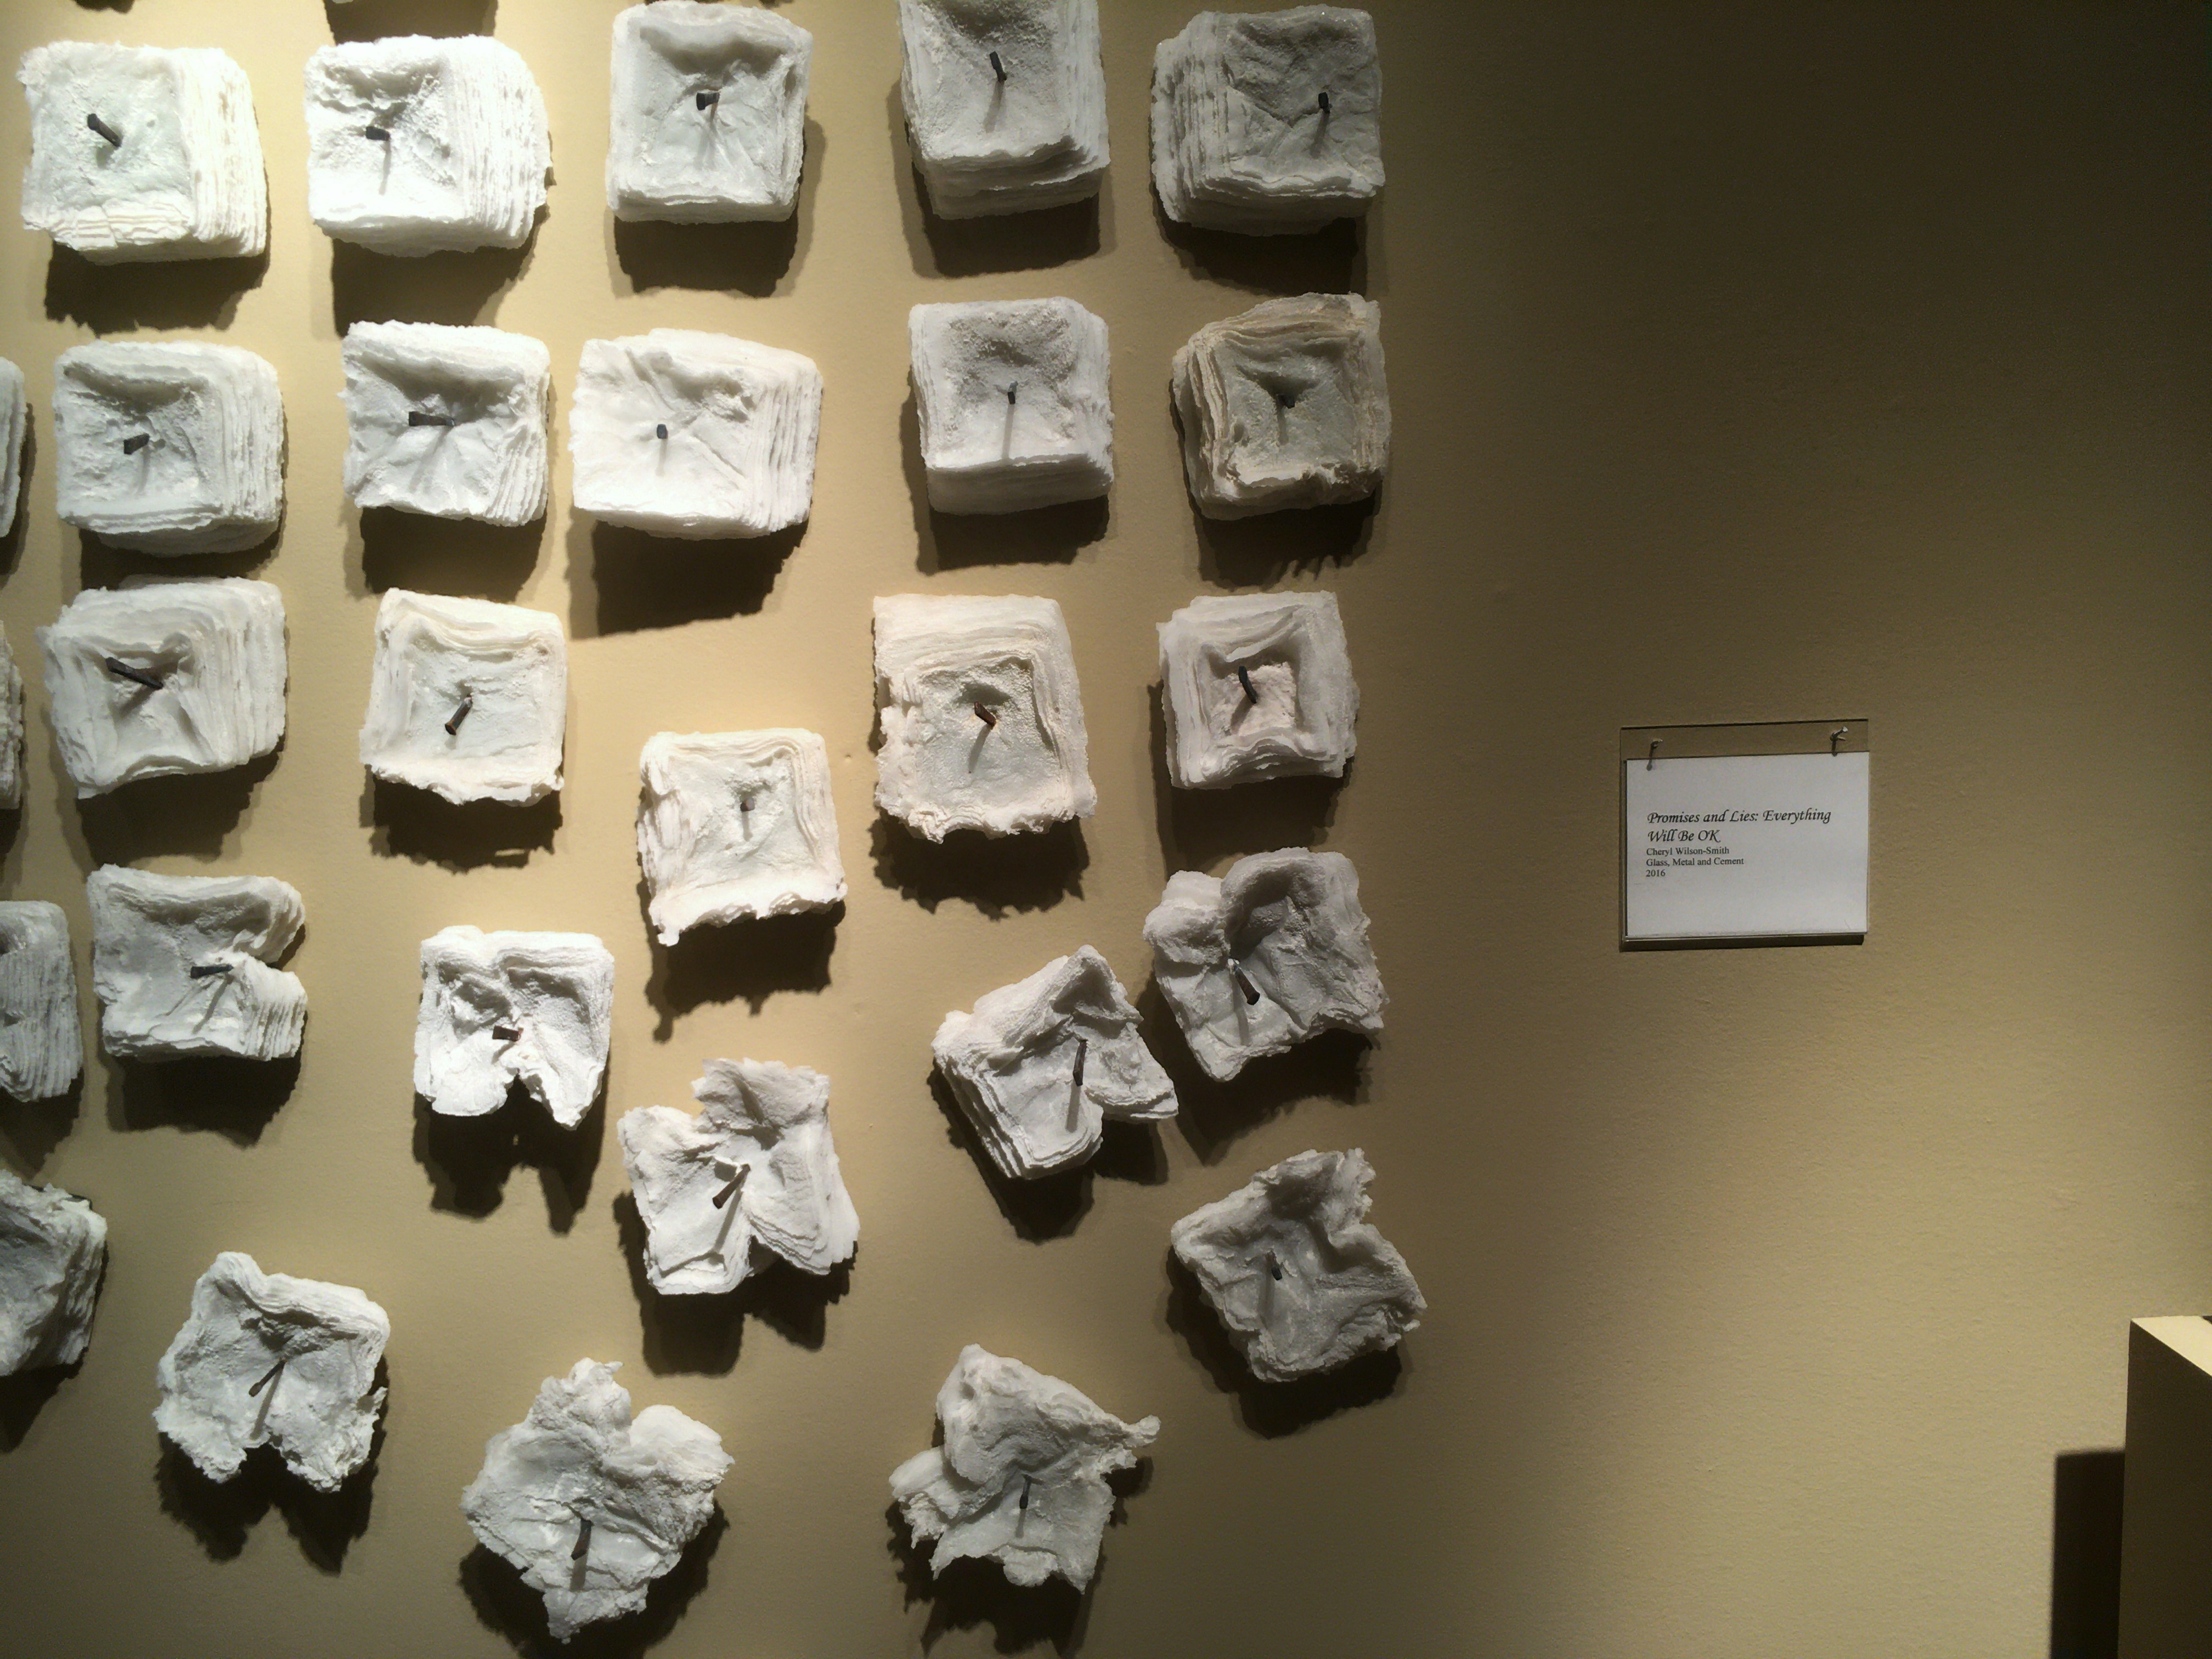 Promises and Lies: Everything
Will Be OK
Cheryl Wilson-Smith
Glass, Metal and Cement
2016